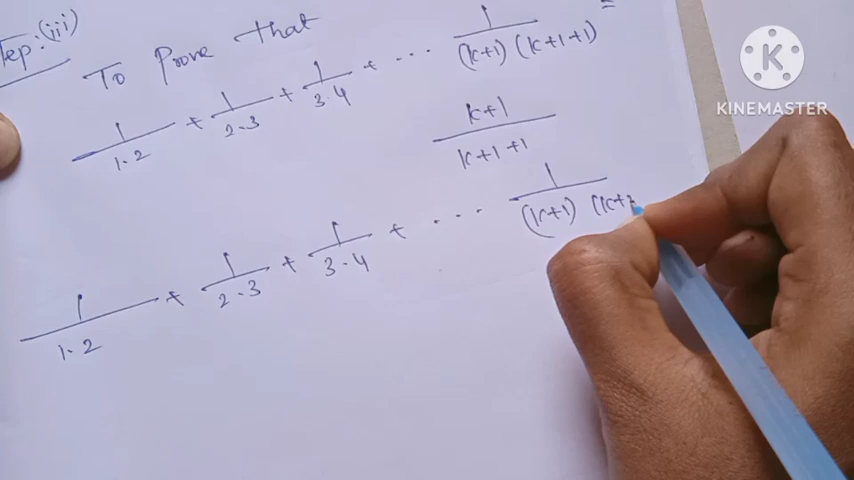 Step:(iii)
To Prove that
1/1.2 + 1/2.3 + 1/3.4 + ... 1/(k+1) (k+1+1) =
k+1/k+1+1
1/1.2 + 1/2.3 + 1/3.4 + ... 1/(k+1) (k+2
KINEMASTER